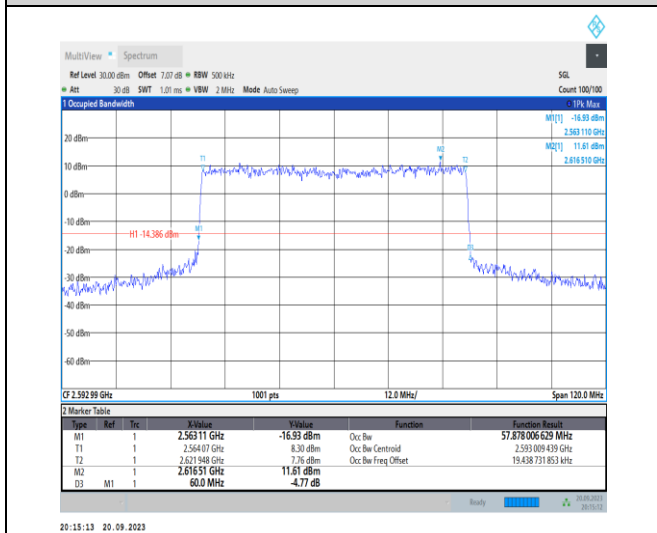 MultiView Spectrum
Ref Level 30.00 dBm Offset 7.07 dB RBW 500 kHz SGL
Att 30 dB SWT 1.01 ms VBW 2 MHz Mode Auto Sweep Count 100/100
1 Occupied Bandwidth 1Pk Max
M1[1] -16.93 dBm
2.563 110 GHz
M2[1] 11.61 dBm
2.616 510 GHz
20 dBm
M2
T1
T2
10 dBm
0 dBm
-10 dBm
M1
H1 -14.386 dBm
-20 dBm
-30 dBm
-40 dBm
-50 dBm
-60 dBm
CF 2.592 99 GHz 1001 pts 12.0 MHz/ Span 120.0 MHz
2 Marker Table
Type Ref Trc X-Value Y-Value Function Function Result
M1 1 2.563 11 GHz -16.93 dBm Occ Bw 57.878 006 629 MHz
T1 1 2.564 07 GHz 8.30 dBm Occ Bw Centroid 2.593 009 439 GHz
T2 1 2.621 948 GHz 7.76 dBm Occ Bw Freq Offset 19.438 731 853 kHz
M2 1 2.616 51 GHz 11.61 dBm
D3 M1 1 60.0 MHz -4.77 dB
Ready 20.09.2023
20:15:12
20:15:13 20.09.2023